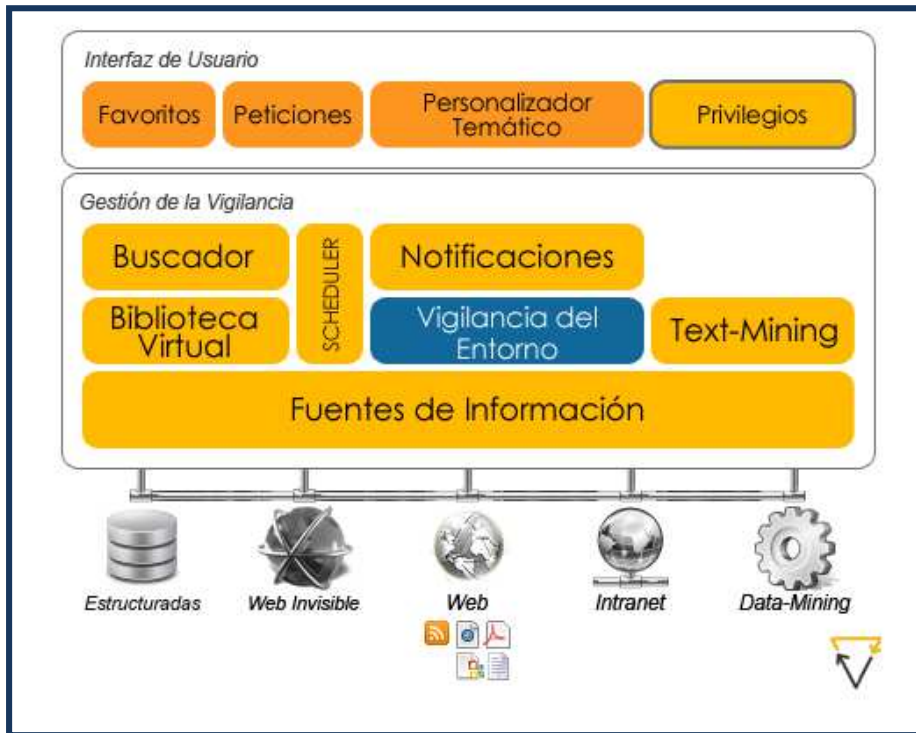 Interfaz de Usuario
Favoritos
Peticiones
Personalizador
Temático
Privilegios
Gestión de la Vigilancia
Buscador
SCHEDULER
Notificaciones
Biblioteca
Virtual
Vigilancia del
Entorno
Text-Mining
Fuentes de Información
Estructuradas
Web Invisible
Web
Intranet
Data-Mining